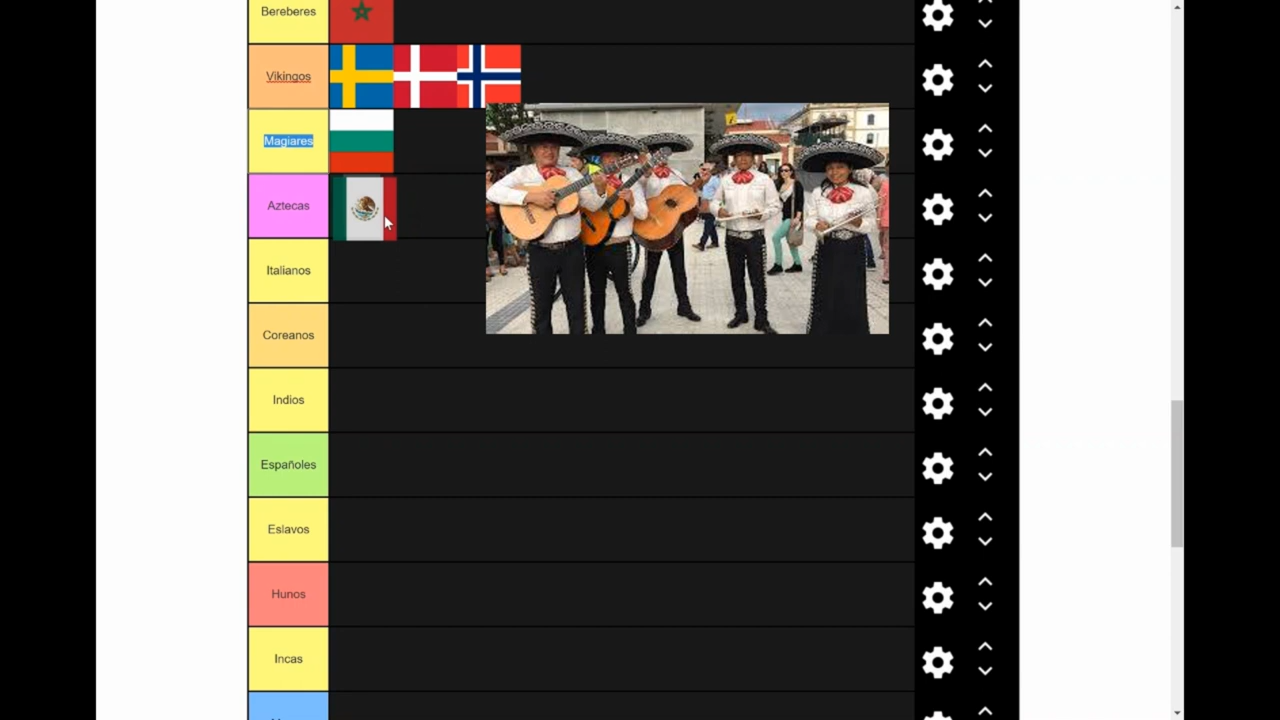 Bereberes
Vikingos
Magiares
Aztecas
Italianos
Coreanos
Indios
Españoles
Eslavos
Hunos
Incas